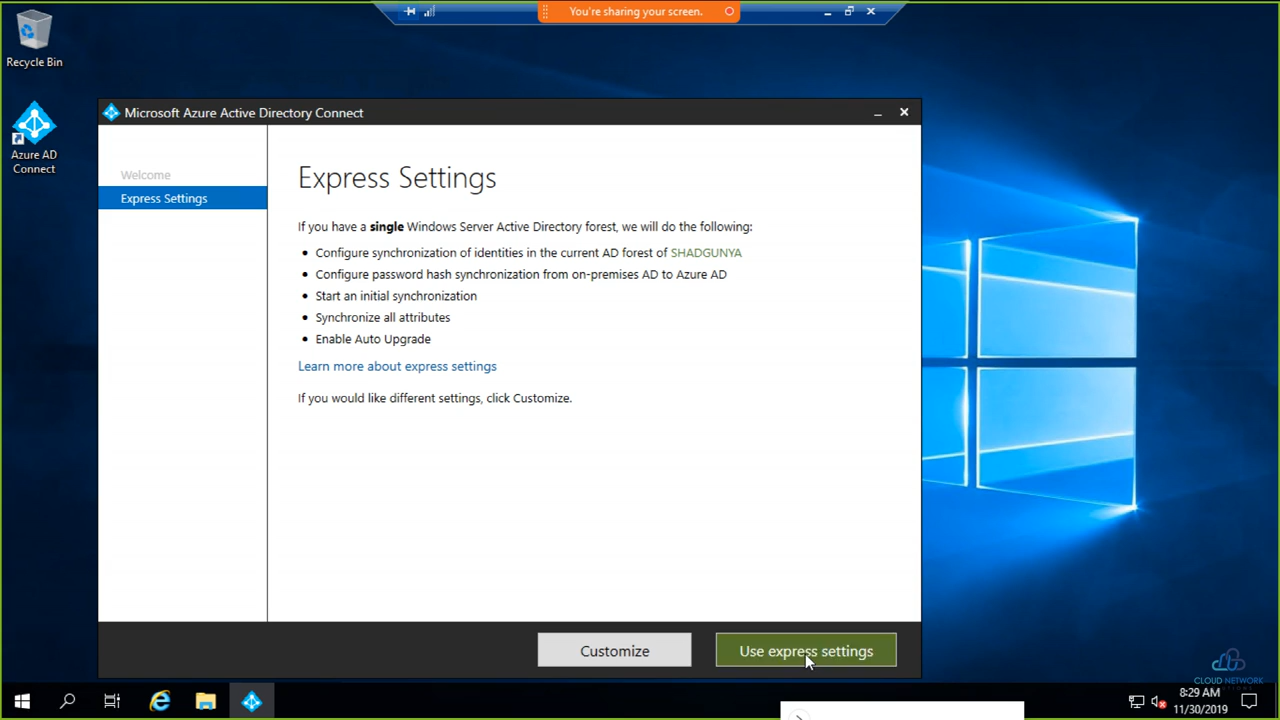 You're sharing your screen.
Recycle Bin
Azure AD
Connect
Microsoft Azure Active Directory Connect
Welcome
Express Settings
Express Settings
If you have a single Windows Server Active Directory forest, we will do the following:
• Configure synchronization of identities in the current AD forest of SHADGUNYA
• Configure password hash synchronization from on-premises AD to Azure AD
• Start an initial synchronization
• Synchronize all attributes
• Enable Auto Upgrade
Learn more about express settings
If you would like different settings, click Customize.
Customize
Use express settings
CLOUD NETWORK
8:29 AM
11/30/2019